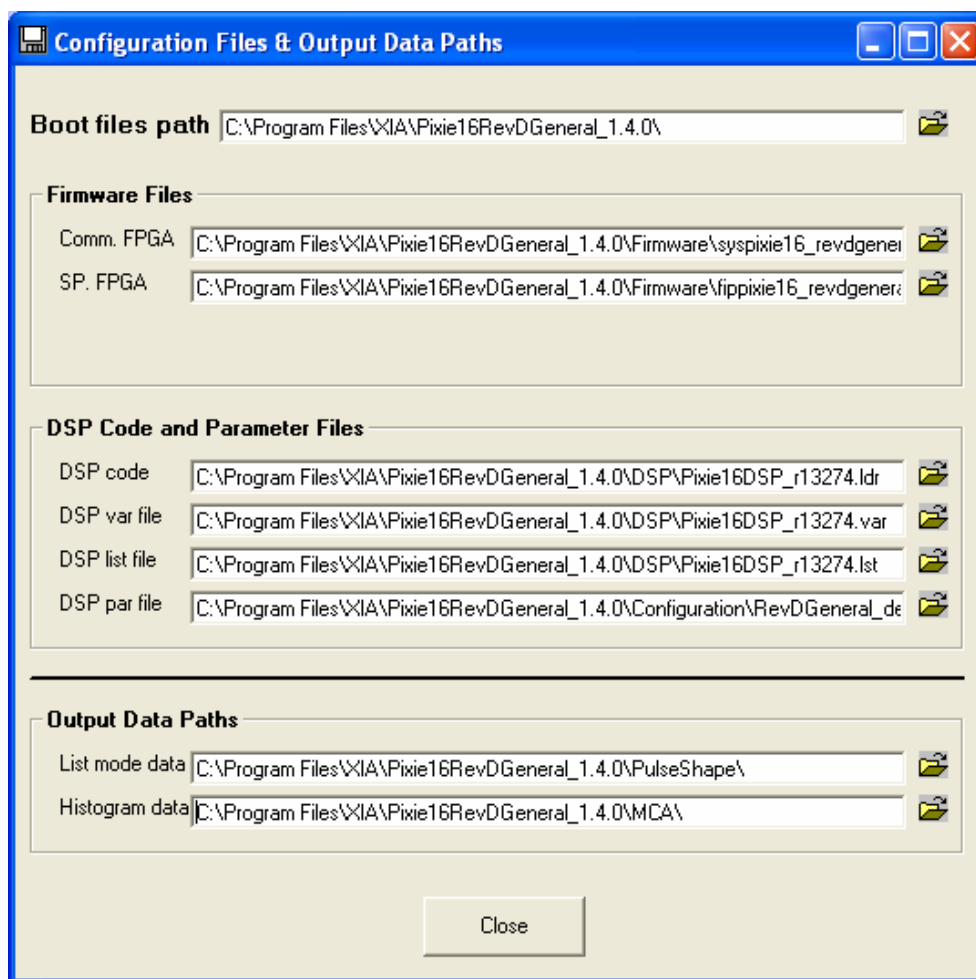 Configuration Files & Output Data Paths
Boot files path C:\Program Files\XIA\Pixie16RevDGeneral_1.4.0\
Firmware Files
Comm. FPGA C:\Program Files\XIA\Pixie16RevDGeneral_1.4.0\Firmware\syspixie16_revdgener
SP. FPGA C:\Program Files\XIA\Pixie16RevDGeneral_1.4.0\Firmware\fippixie16_revdgenera
DSP Code and Parameter Files
DSP code C:\Program Files\XIA\Pixie16RevDGeneral_1.4.0\DSP\Pixie16DSP_r13274.ldr
DSP var file C:\Program Files\XIA\Pixie16RevDGeneral_1.4.0\DSP\Pixie16DSP_r13274.var
DSP list file C:\Program Files\XIA\Pixie16RevDGeneral_1.4.0\DSP\Pixie16DSP_r13274.lst
DSP par file C:\Program Files\XIA\Pixie16RevDGeneral_1.4.0\Configuration\RevDGeneral_de
Output Data Paths
List mode data C:\Program Files\XIA\Pixie16RevDGeneral_1.4.0\PulseShape\
Histogram data C:\Program Files\XIA\Pixie16RevDGeneral_1.4.0\MCA\
Close